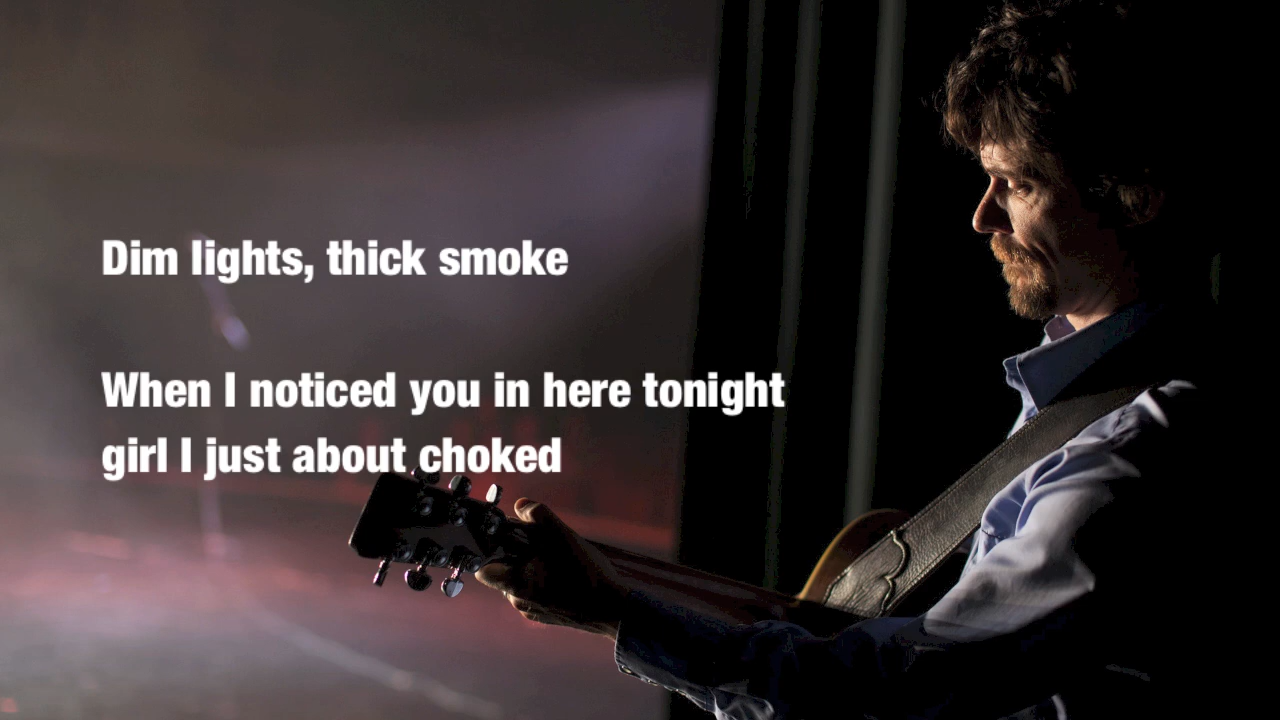 Dim lights, thick smoke
When I noticed you in here tonight
girl I just about choked